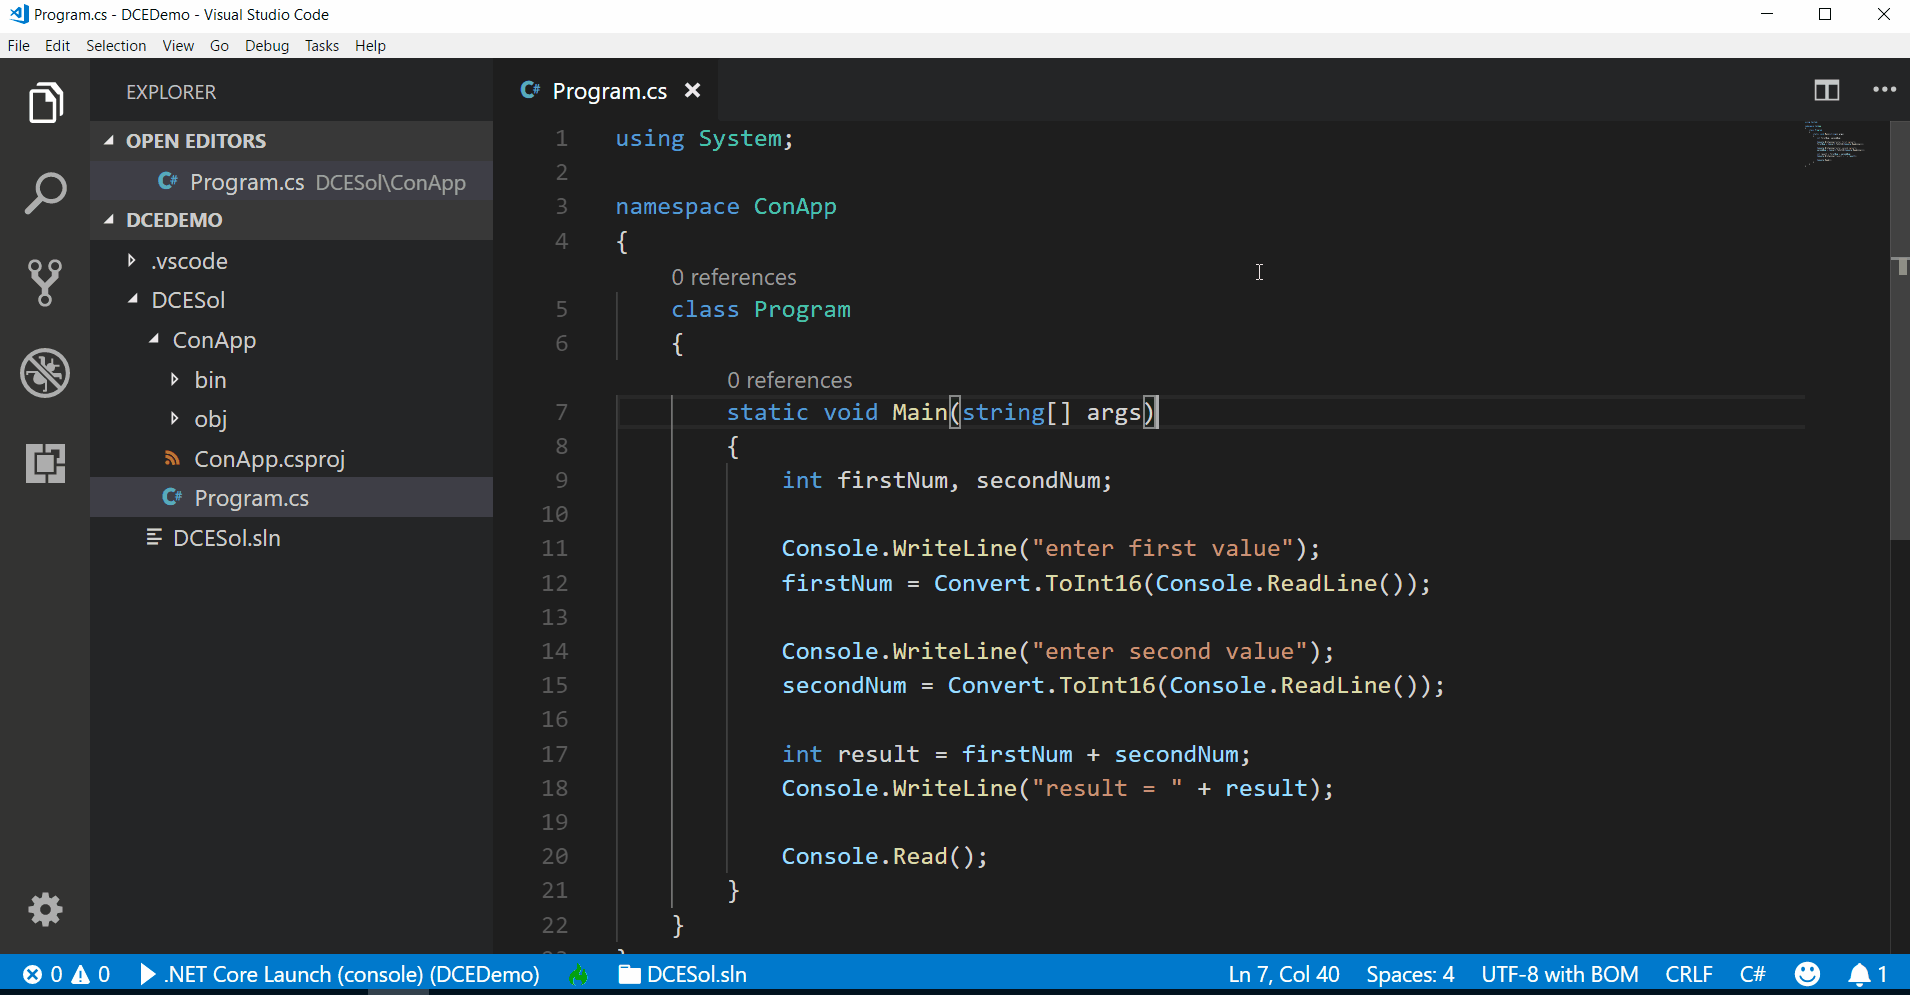 Program.cs - DCEDemo - Visual Studio Code
File Edit Selection View Go Debug Tasks Help
EXPLORER
OPEN EDITORS
C# Program.cs DCESol\ConApp
DCEDEMO
.vscode
DCESol
ConApp
bin
obj
ConApp.csproj
C# Program.cs
DCESol.sln
C# Program.cs
1 using System;
2
3 namespace ConApp
4 {
0 references
5 class Program
6 {
0 references
7 static void Main(string[] args)
8 {
9 int firstNum, secondNum;
10
11 Console.WriteLine("enter first value");
12 firstNum = Convert.ToInt16(Console.ReadLine());
13
14 Console.WriteLine("enter second value");
15 secondNum = Convert.ToInt16(Console.ReadLine());
16
17 int result = firstNum + secondNum;
18 Console.WriteLine("result = " + result);
19
20 Console.Read();
21 }
22 }
0 0 .NET Core Launch (console) (DCEDemo) DCESol.sln Ln 7, Col 40 Spaces: 4 UTF-8 with BOM CRLF C# 1